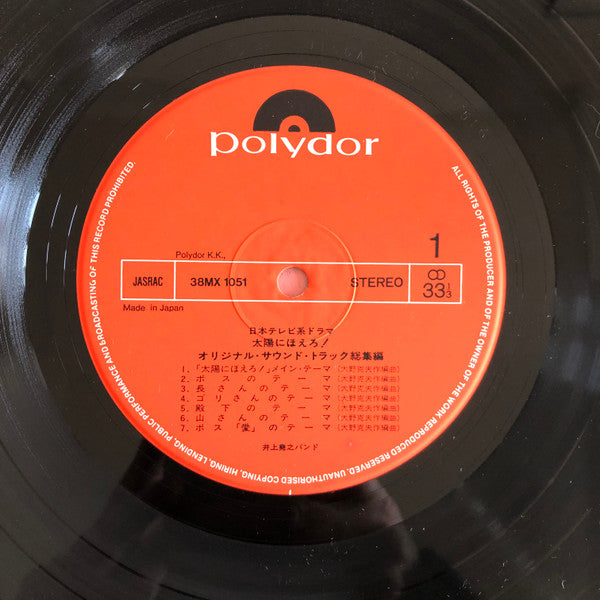 polydor
ALL RIGHTS OF THE PRODUCER AND OF THE OWNER OF THE WORK REPRODUCED RESERVED. UNAUTHORISED COPYING, HIRING, LENDING, PUBLIC PERFORMANCE AND BROADCASTING OF THIS RECORD PROHIBITED.
1
Polydor K.K.,
JASRAC 38MX 1051 STEREO 33 1/3
Made in Japan
日本テレビ系ドラマ
太陽にほえろ!
オリジナル・サウンド・トラック総集編
1. 「太陽にほえろ!」メイン・テーマ (大野克夫作編曲)
2. ボスのテーマ (大野克夫作編曲)
3. 長さんのテーマ (大野克夫作編曲)
4. ゴリさんのテーマ (大野克夫作編曲)
5. 殿下のテーマ (大野克夫作編曲)
6. 山さんのテーマ (大野克夫作編曲)
7. ボス「愛」のテーマ (大野克夫作編曲)
井上堯之バンド